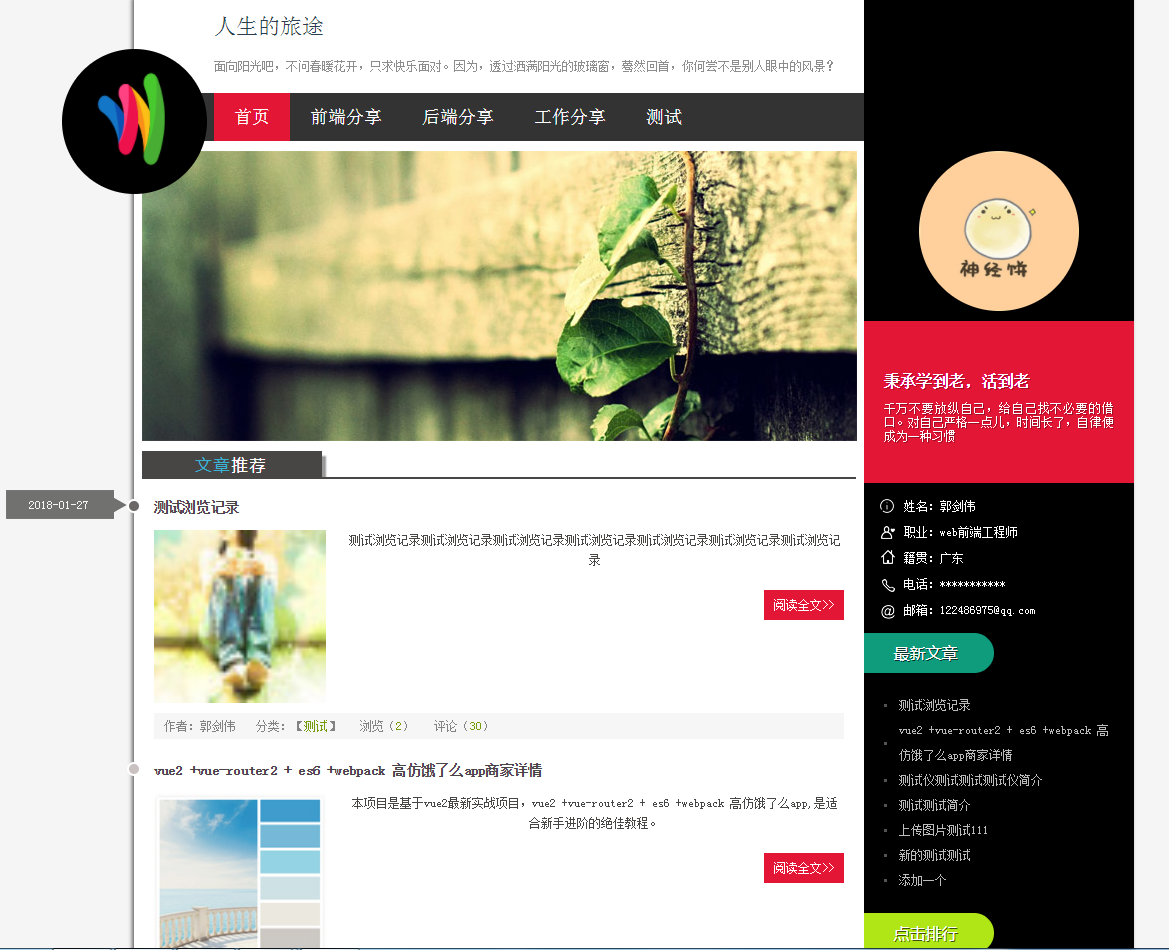 人生的旅途
面向阳光吧，不问春暖花开，只求快乐面对。因为，透过洒满阳光的玻璃窗，蓦然回首，你何尝不是别人眼中的风景？
首页 前端分享 后端分享 工作分享 测试
神经饼
秉承学到老，活到老
千万不要放纵自己，给自己找不必要的借
口。对自己严格一点儿，时间长了，自律便
成为一种习惯
文章推荐
2018-01-27
测试浏览记录
测试浏览记录测试浏览记录测试浏览记录测试浏览记录测试浏览记录测试浏览记录测试浏览记
录
阅读全文>>
作者：郭剑伟 分类：【测试】 浏览（2） 评论（30）
vue2 +vue-router2 + es6 +webpack 高仿饿了么app商家详情
本项目是基于vue2最新实战项目，vue2 +vue-router2 + es6 +webpack 高仿饿了么app,是适
合新手进阶的绝佳教程。
阅读全文>>
姓名：郭剑伟
职业：web前端工程师
籍贯：广东
电话：***********
邮箱：122486975@qq.com
最新文章
测试浏览记录
vue2 +vue-router2 + es6 +webpack 高
仿饿了么app商家详情
测试仪测试测试测试仪简介
测试测试简介
上传图片测试111
新的测试测试
添加一个
点击排行